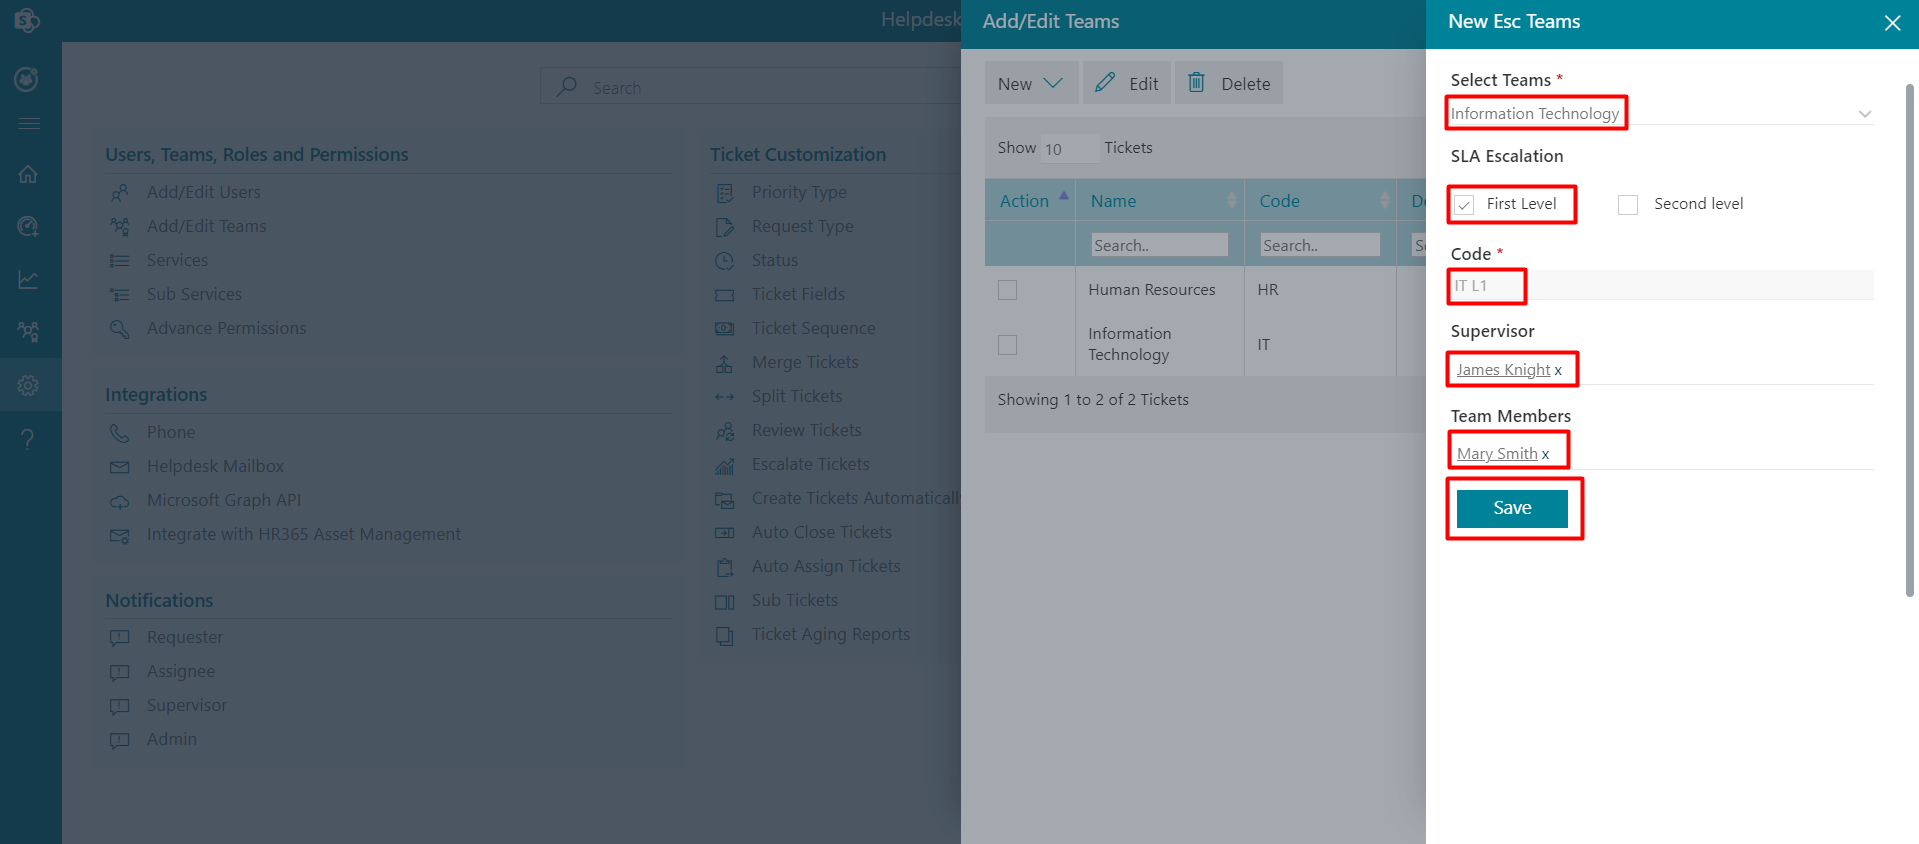 Helpdesk
Search
Users, Teams, Roles and Permissions
Add/Edit Users
Add/Edit Teams
Services
Sub Services
Advance Permissions
Integrations
Phone
Helpdesk Mailbox
Microsoft Graph API
Integrate with HR365 Asset Management
Notifications
Requester
Assignee
Supervisor
Admin
Ticket Customization
Priority Type
Request Type
Status
Ticket Fields
Ticket Sequence
Merge Tickets
Split Tickets
Review Tickets
Escalate Tickets
Create Tickets Automatically
Auto Close Tickets
Auto Assign Tickets
Sub Tickets
Ticket Aging Reports
Add/Edit Teams
New Edit Delete
Show 10 Tickets
Action Name Code
Search.. Search..
Human Resources HR
Information
Technology IT
Showing 1 to 2 of 2 Tickets
New Esc Teams
Select Teams *
Information Technology
SLA Escalation
First Level Second level
Code *
IT L1
Supervisor
James Knight x
Team Members
Mary Smith x
Save